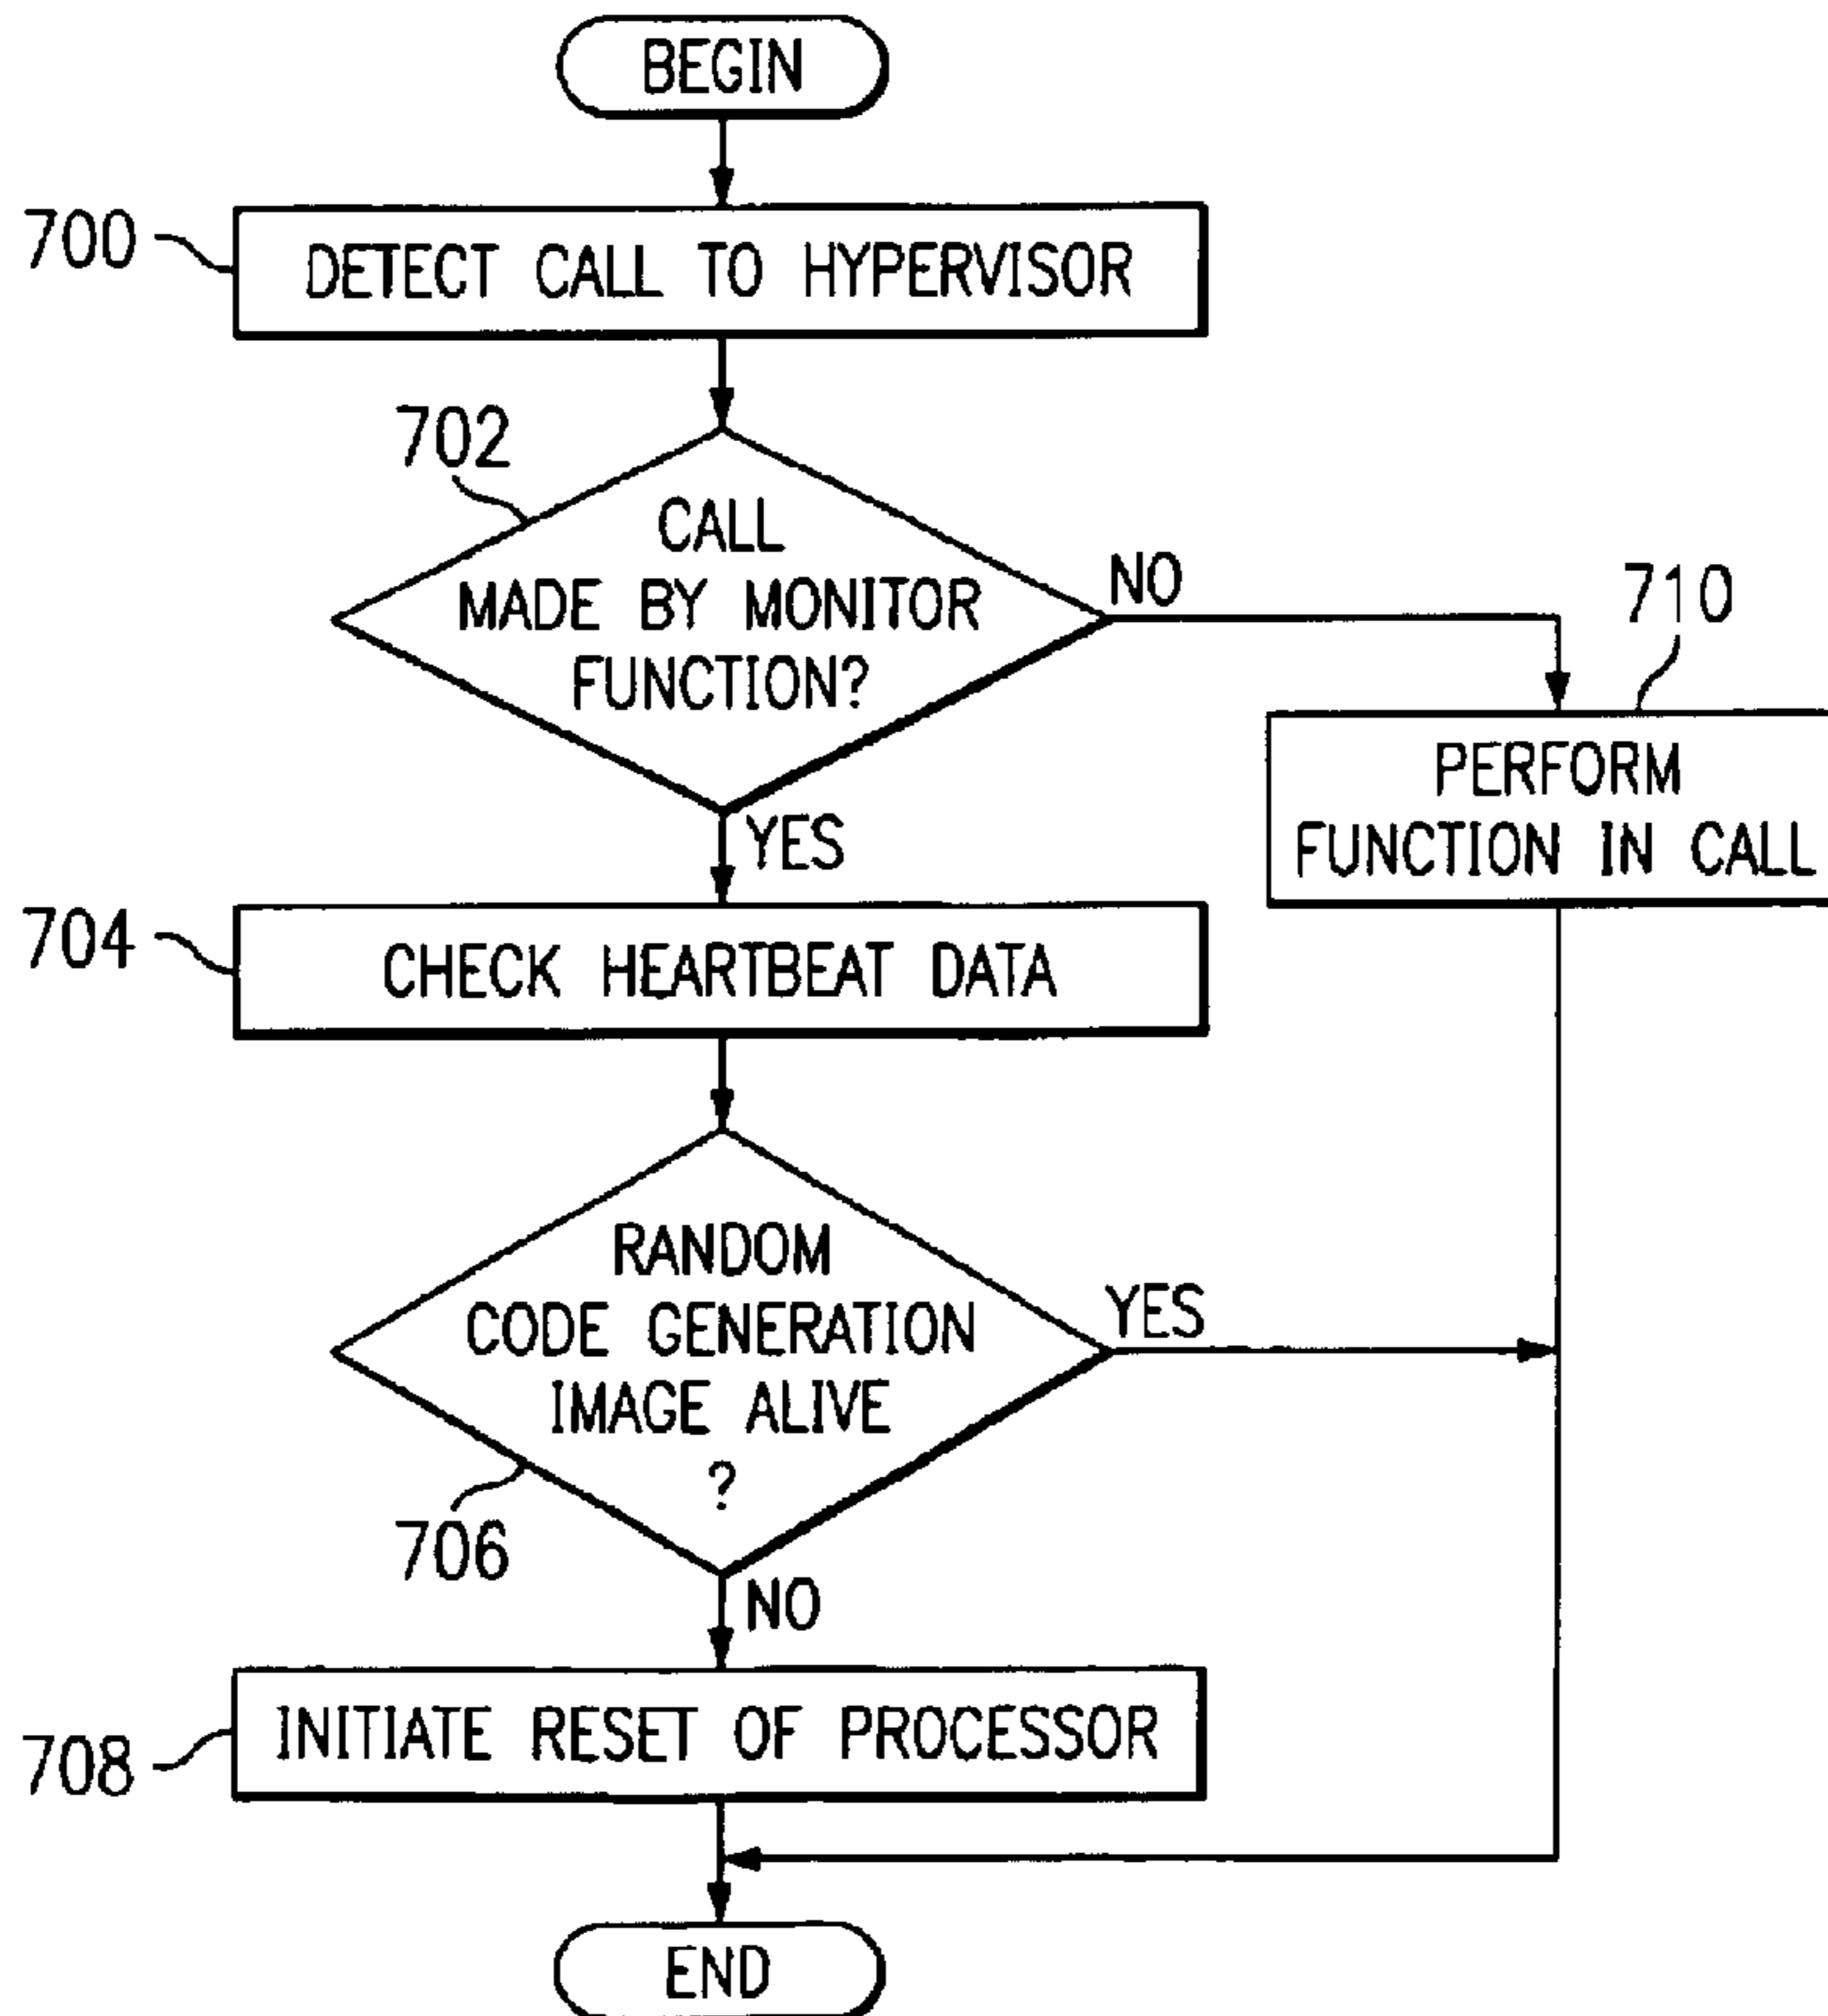 BEGIN
700
DETECT CALL TO HYPERVISOR
702
CALL
MADE BY MONITOR
FUNCTION?
NO
710
PERFORM
FUNCTION IN CALL
YES
704
CHECK HEARTBEAT DATA
RANDOM
CODE GENERATION
IMAGE ALIVE
?
YES
706
NO
INITIATE RESET OF PROCESSOR
708
END